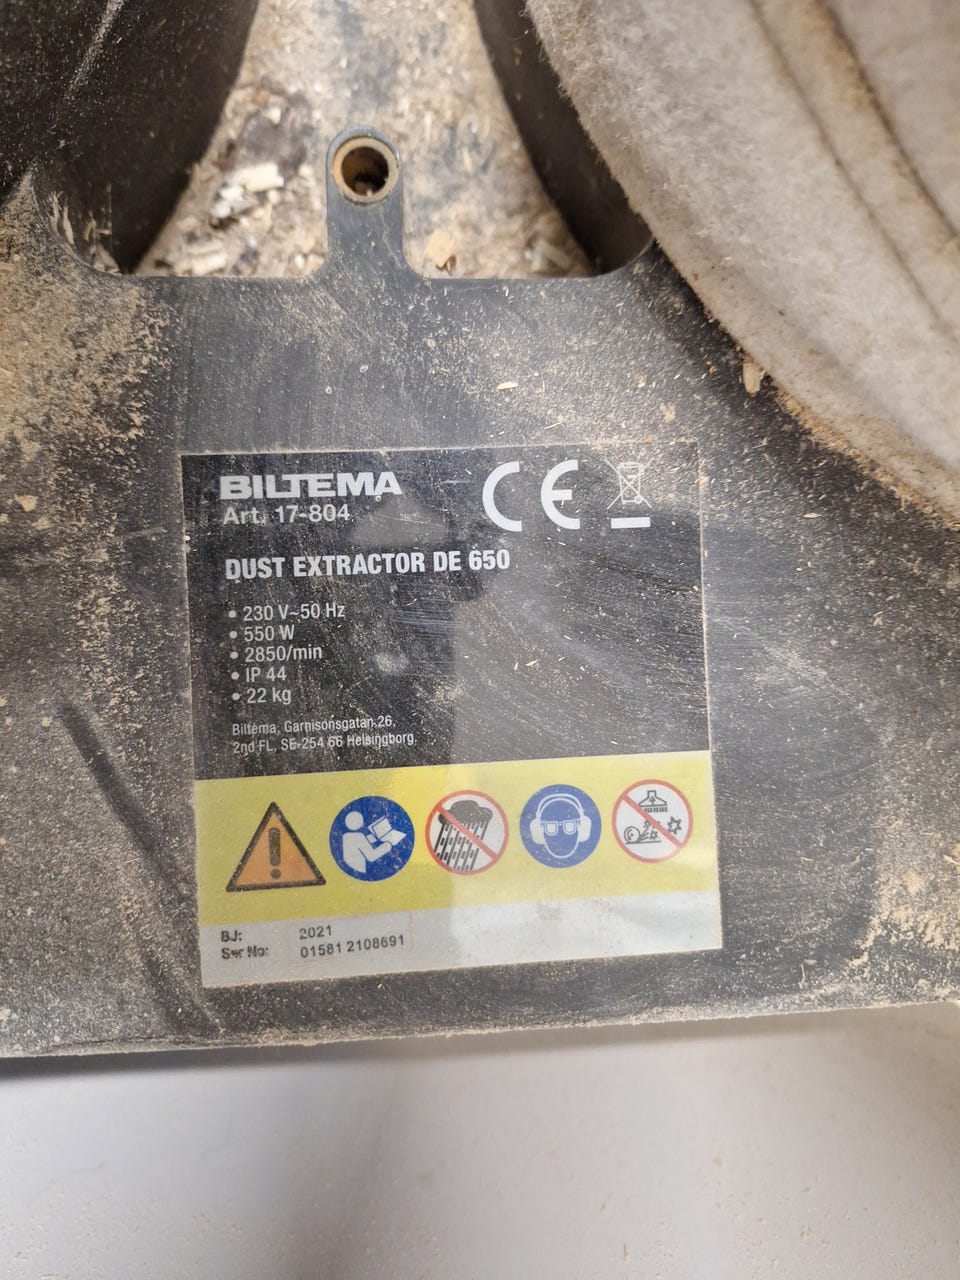 BILTEMA
Art. 17-804
CE
DUST EXTRACTOR DE 650
• 230 V~50 Hz
• 550 W
• 2850/min
• IP 44
• 22 kg
Biltema, Garnisonsgatan 26,
2nd FL, SE-254 66 Helsingborg.
BJ: 2021
Ser No: 01581 2108691